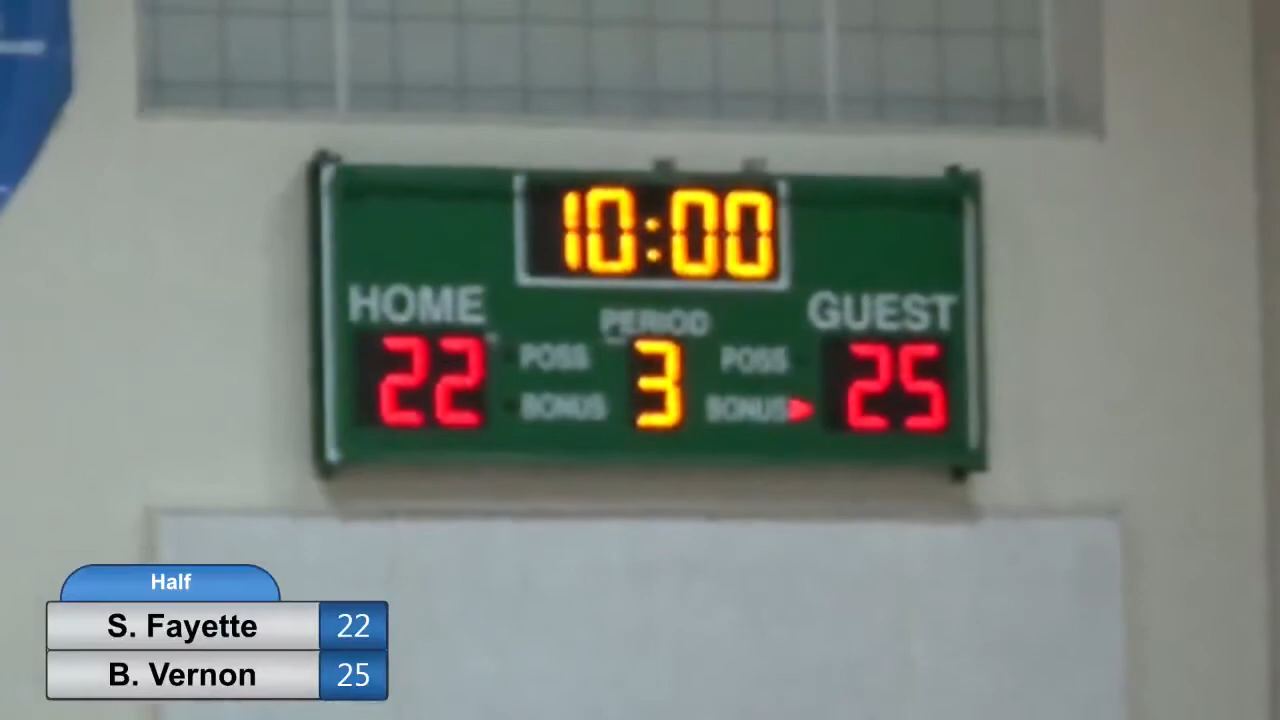 10:00
HOME
PERIOD
GUEST
22
POSS
3
POSS
25
BONUS
BONUS
Half
S. Fayette 22
B. Vernon 25